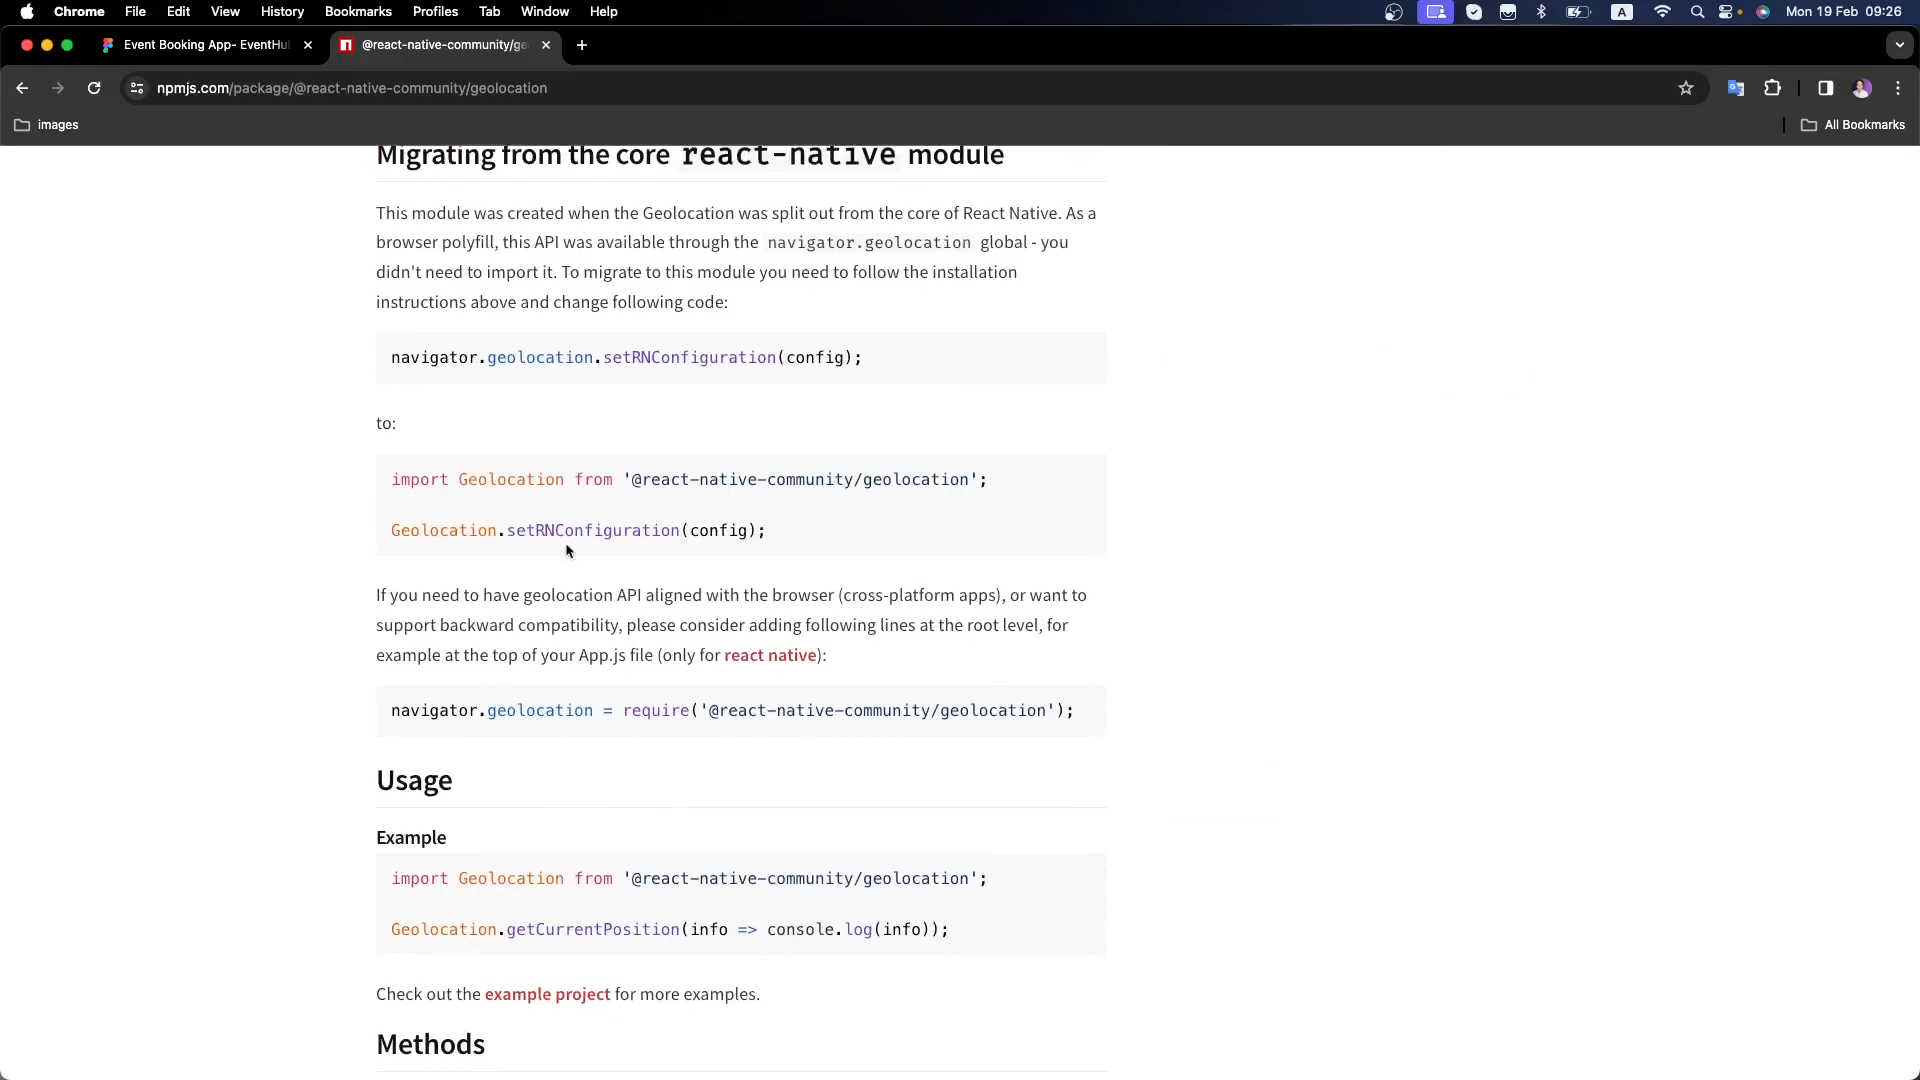 Chrome File Edit View History Bookmarks Profiles Tab Window Help A Mon 19 Feb 09:26
Event Booking App- EventHu @react-native-community/ge
npmjs.com/package/@react-native-community/geolocation
images All Bookmarks
Migrating from the core react-native module
This module was created when the Geolocation was split out from the core of React Native. As a
browser polyfill, this API was available through the navigator.geolocation global - you
didn't need to import it. To migrate to this module you need to follow the installation
instructions above and change following code:
navigator.geolocation.setRNConfiguration(config);
to:
import Geolocation from '@react-native-community/geolocation';
Geolocation.setRNConfiguration(config);
If you need to have geolocation API aligned with the browser (cross-platform apps), or want to
support backward compatibility, please consider adding following lines at the root level, for
example at the top of your App.js file (only for react native):
navigator.geolocation = require('@react-native-community/geolocation');
Usage
Example
import Geolocation from '@react-native-community/geolocation';
Geolocation.getCurrentPosition(info => console.log(info));
Check out the example project for more examples.
Methods